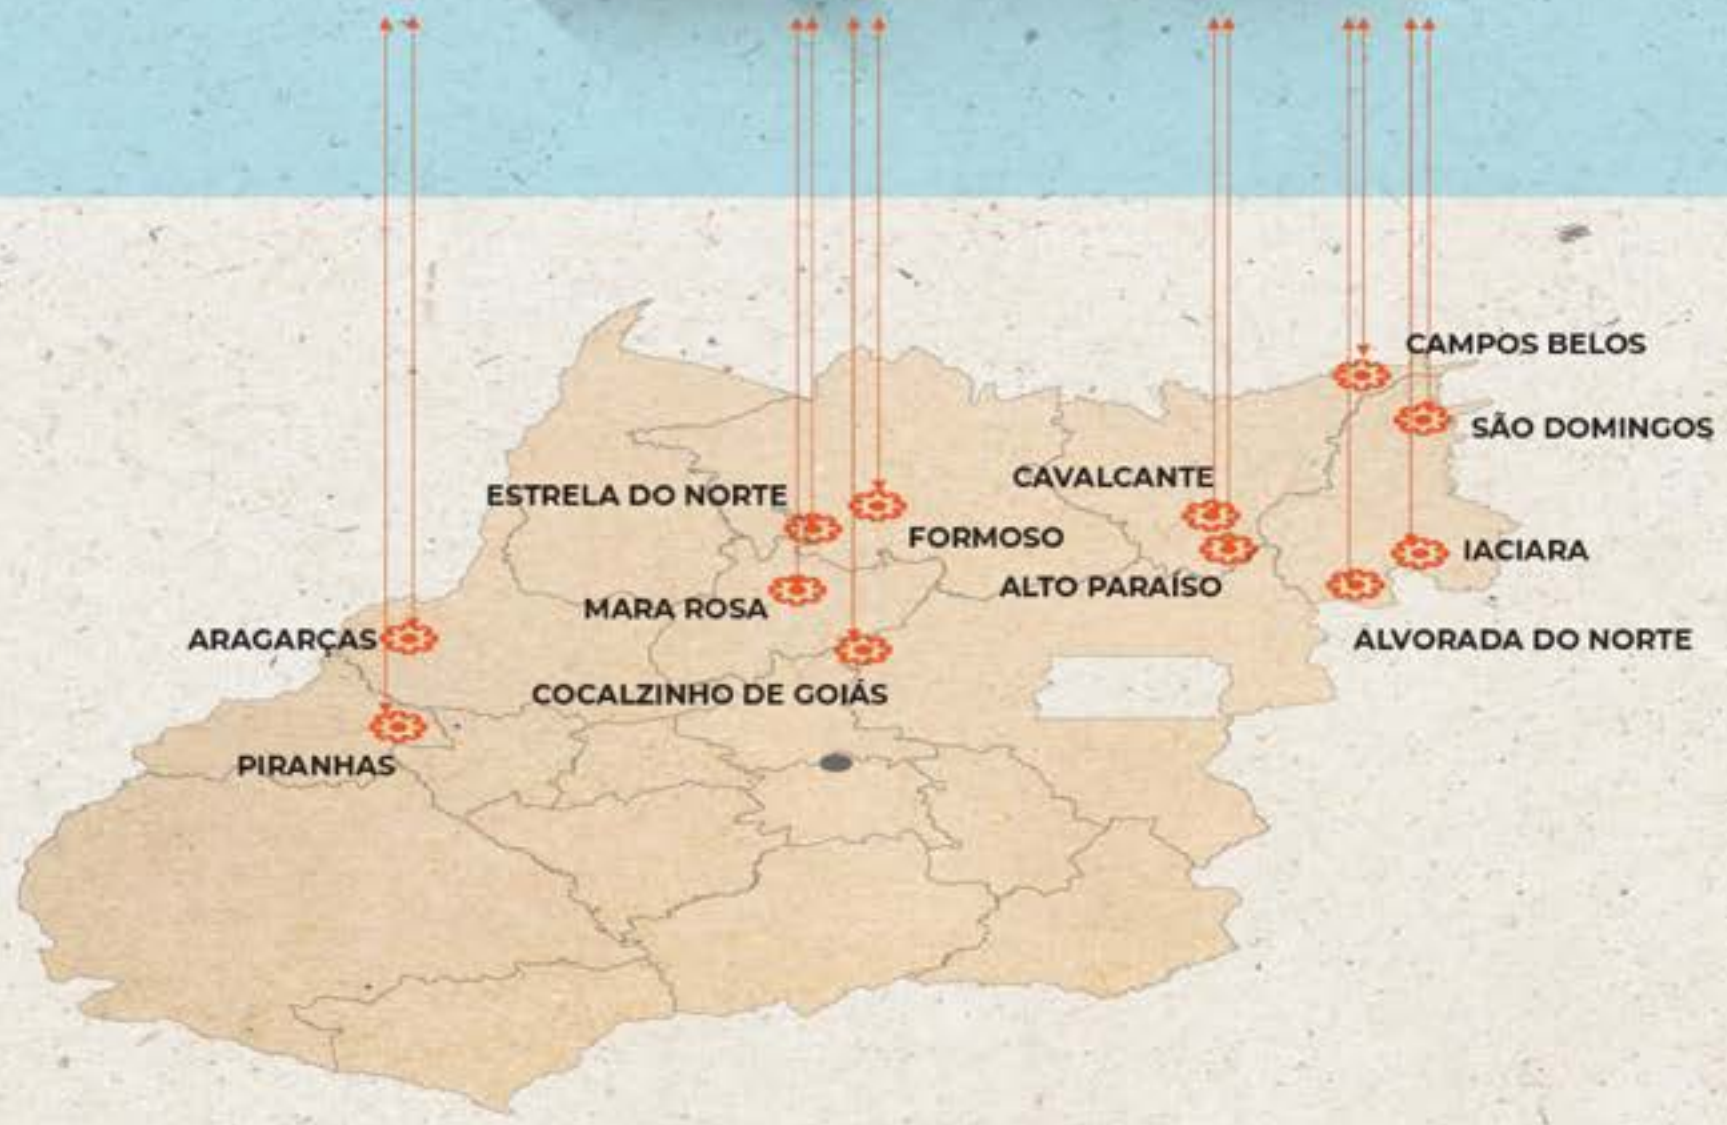 CAMPOS BELOS
SÃO DOMINGOS
CAVALCANTE
ESTRELA DO NORTE
FORMOSO
IACIARA
ALTO PARAÍSO
MARA ROSA
ARAGARÇAS
ALVORADA DO NORTE
COCALZINHO DE GOIÁS
PIRANHAS